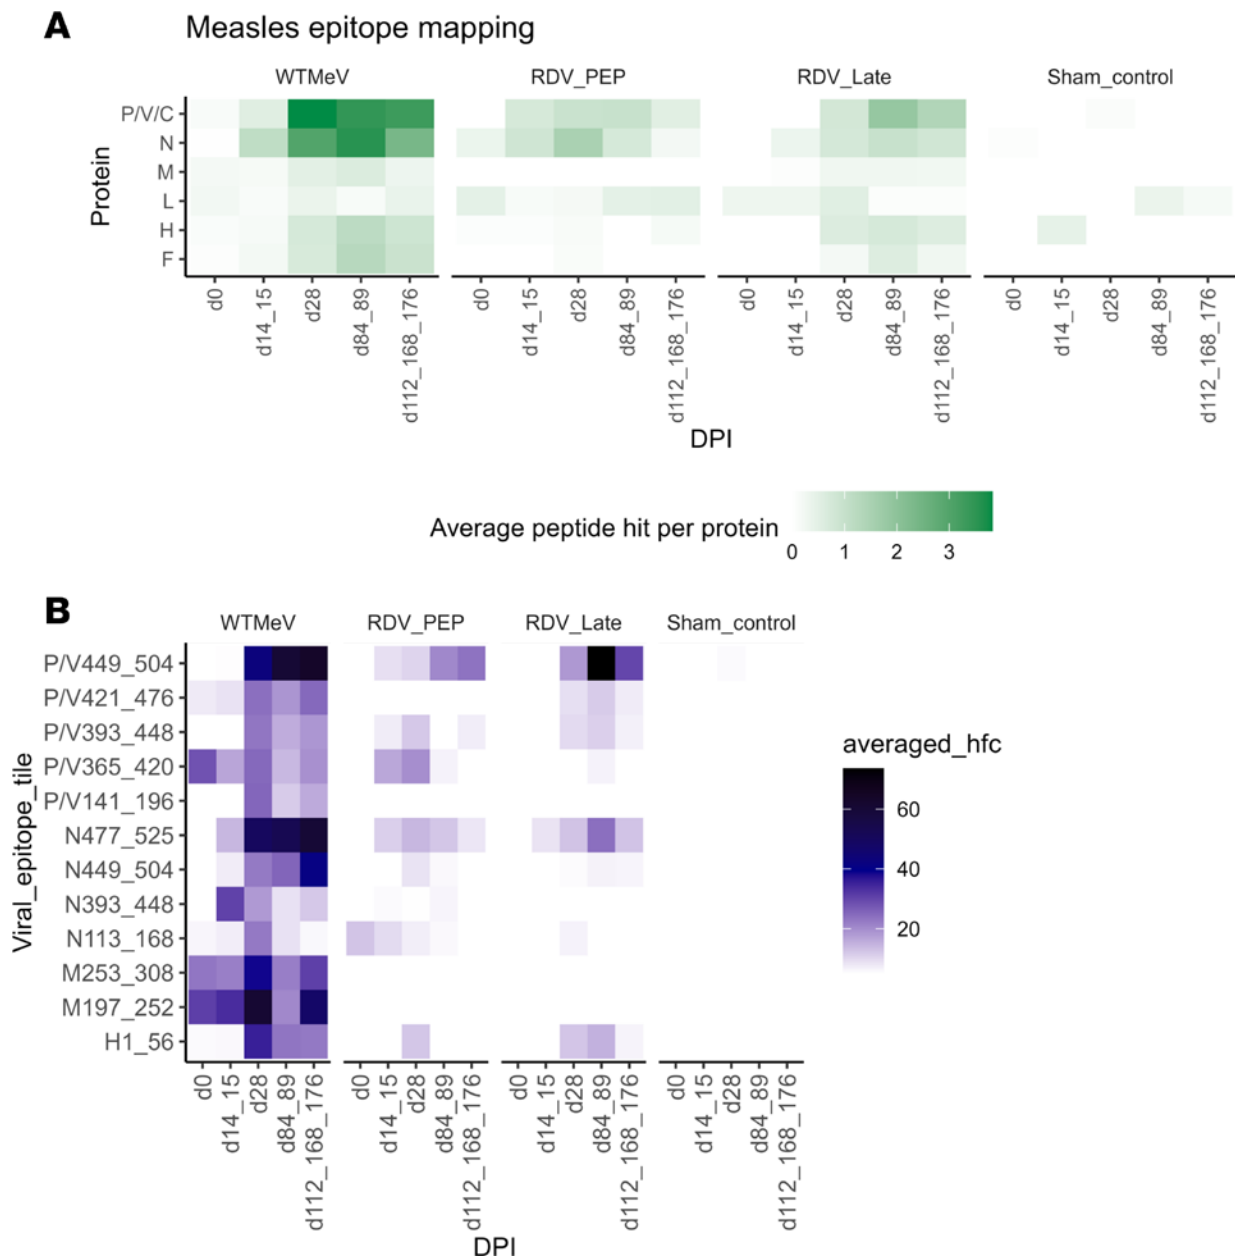 A
Measles epitope mapping
WTMeV
RDV_PEP
RDV_Late
Sham_control
Protein
P/V/C
N
M
L
H
F
d0
d14_15
d28
d84_89
d112_168_176
d0
d14_15
d28
d84_89
d112_168_176
d0
d14_15
d28
d84_89
d112_168_176
d0
d14_15
d28
d84_89
d112_168_176
DPI
Average peptide hit per protein
0 1 2 3
B
WTMeV
RDV_PEP
RDV_Late
Sham_control
Viral_epitope_tile
P/V449_504
P/V421_476
P/V393_448
P/V365_420
P/V141_196
N477_525
N449_504
N393_448
N113_168
M253_308
M197_252
H1_56
d0
d14_15
d28
d84_89
d112_168_176
d0
d14_15
d28
d84_89
d112_168_176
d0
d14_15
d28
d84_89
d112_168_176
d0
d14_15
d28
d84_89
d112_168_176
DPI
averaged_hfc
60
40
20